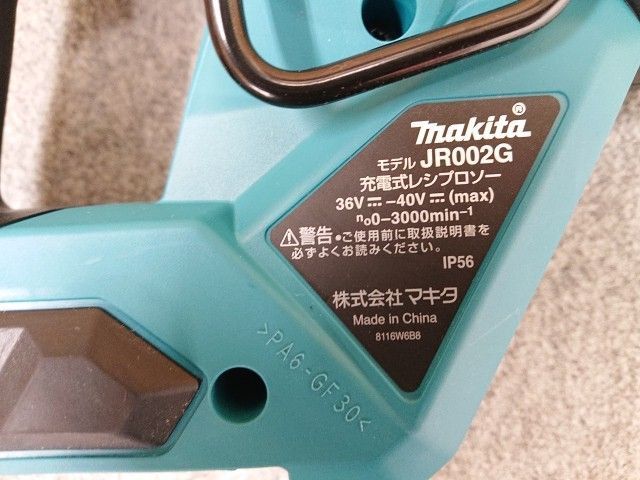 makita®
モデル JR002G
充電式レシプロソー
36V⎓-40V⎓(max)
n₀0-3000min⁻¹
⚠警告・ご使用前に取扱説明書を
必ずよくお読みください。
IP56
株式会社マキタ
Made in China
8116W6B8
>PA6-GF30<